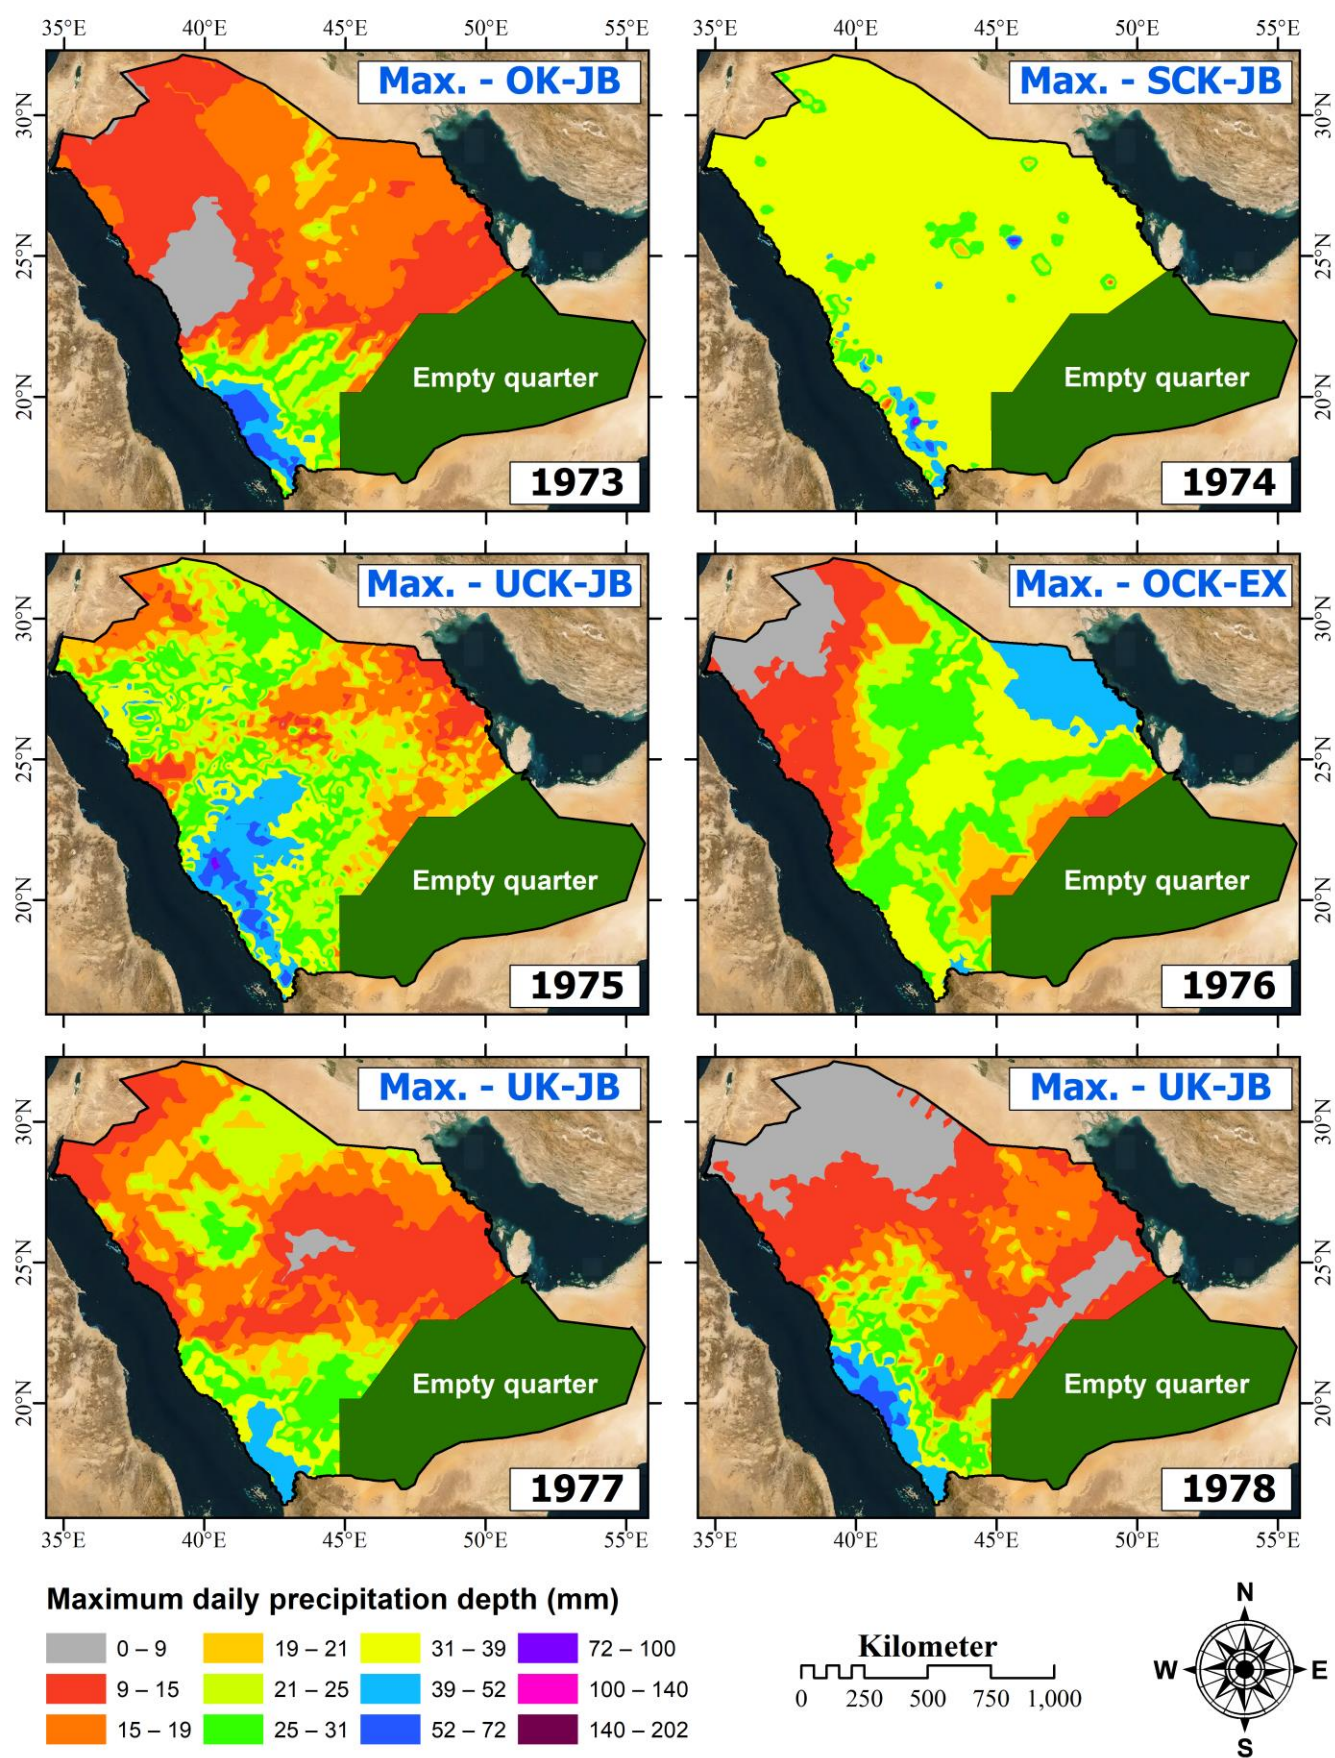 35°E 40°E 45°E 50°E 55°E 35°E 40°E 45°E 50°E 55°E
Max. - OK-JB
Max. - SCK-JB
30°N
25°N
20°N
30°N
25°N
20°N
Empty quarter
Empty quarter
1973
1974
Max. - UCK-JB
Max. - OCK-EX
30°N
25°N
20°N
30°N
25°N
20°N
Empty quarter
Empty quarter
1975
1976
Max. - UK-JB
Max. - UK-JB
30°N
25°N
20°N
30°N
25°N
20°N
Empty quarter
Empty quarter
1977
1978
35°E 40°E 45°E 50°E 55°E 35°E 40°E 45°E 50°E 55°E
Maximum daily precipitation depth (mm)
0 – 9 19 – 21 31 – 39 72 – 100
9 – 15 21 – 25 39 – 52 100 – 140
15 – 19 25 – 31 52 – 72 140 – 202
Kilometer
0 250 500 750 1,000
N
W E
S